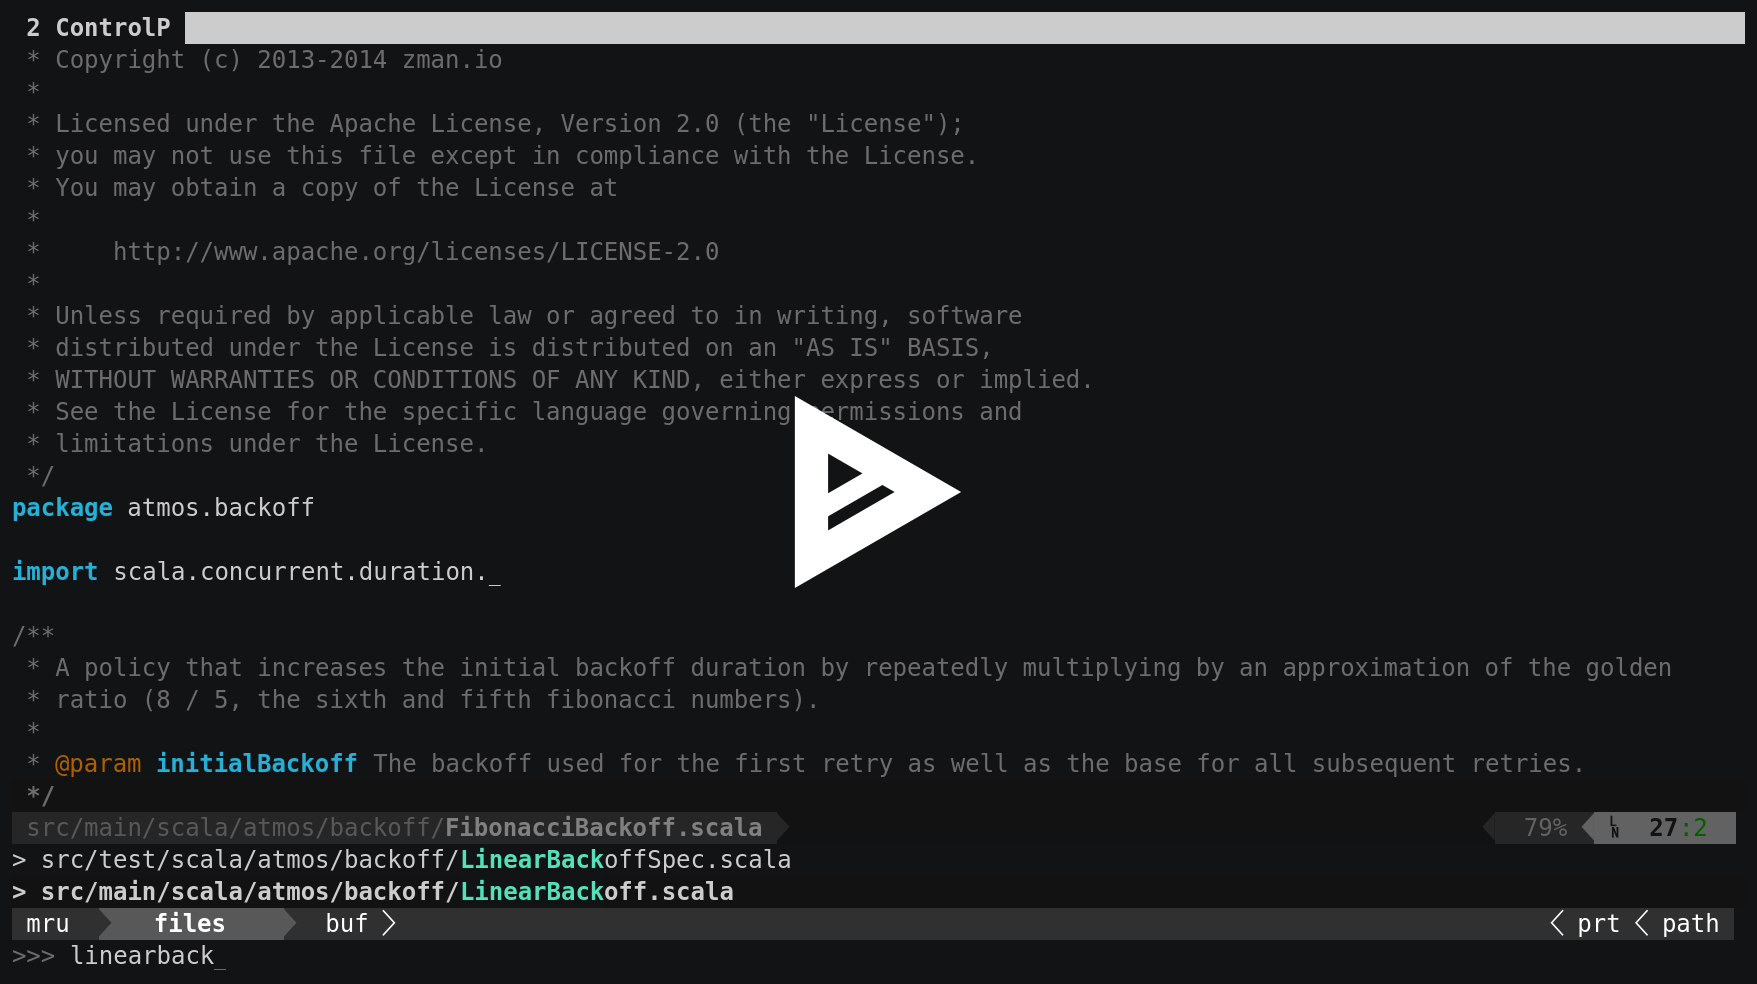 2 ControlP
* Copyright (c) 2013-2014 zman.io
*
* Licensed under the Apache License, Version 2.0 (the "License");
* you may not use this file except in compliance with the License.
* You may obtain a copy of the License at
*
*     http://www.apache.org/licenses/LICENSE-2.0
*
* Unless required by applicable law or agreed to in writing, software
* distributed under the License is distributed on an "AS IS" BASIS,
* WITHOUT WARRANTIES OR CONDITIONS OF ANY KIND, either express or implied.
* See the License for the specific language governing permissions and
* limitations under the License.
*/
package atmos.backoff
import scala.concurrent.duration._
/**
* A policy that increases the initial backoff duration by repeatedly multiplying by an approximation of the golden
* ratio (8 / 5, the sixth and fifth fibonacci numbers).
*
* @param initialBackoff The backoff used for the first retry as well as the base for all subsequent retries.
*/
src/main/scala/atmos/backoff/FibonacciBackoff.scala 79% LN 27:2
> src/test/scala/atmos/backoff/LinearBackoffSpec.scala
> src/main/scala/atmos/backoff/LinearBackoff.scala
mru files buf prt path
>>> linearback_